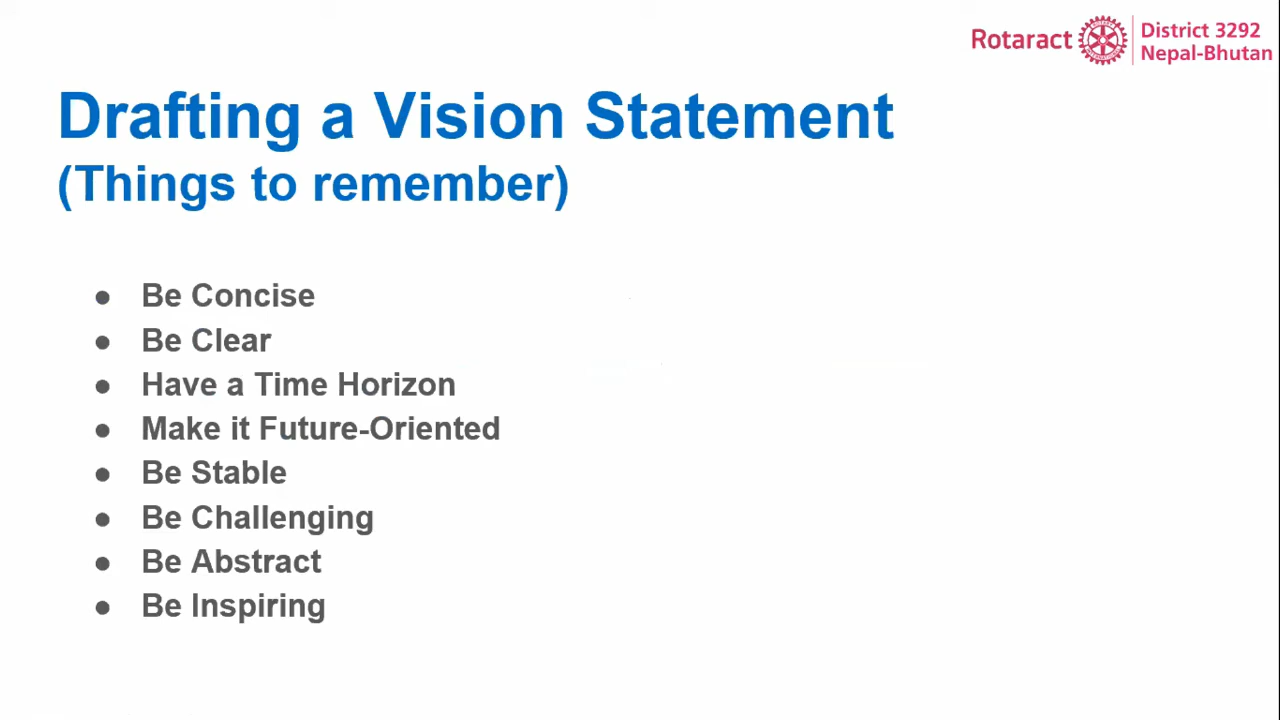 Rotaract
District 3292
Nepal-Bhutan
Drafting a Vision Statement
(Things to remember)
● Be Concise
● Be Clear
● Have a Time Horizon
● Make it Future-Oriented
● Be Stable
● Be Challenging
● Be Abstract
● Be Inspiring